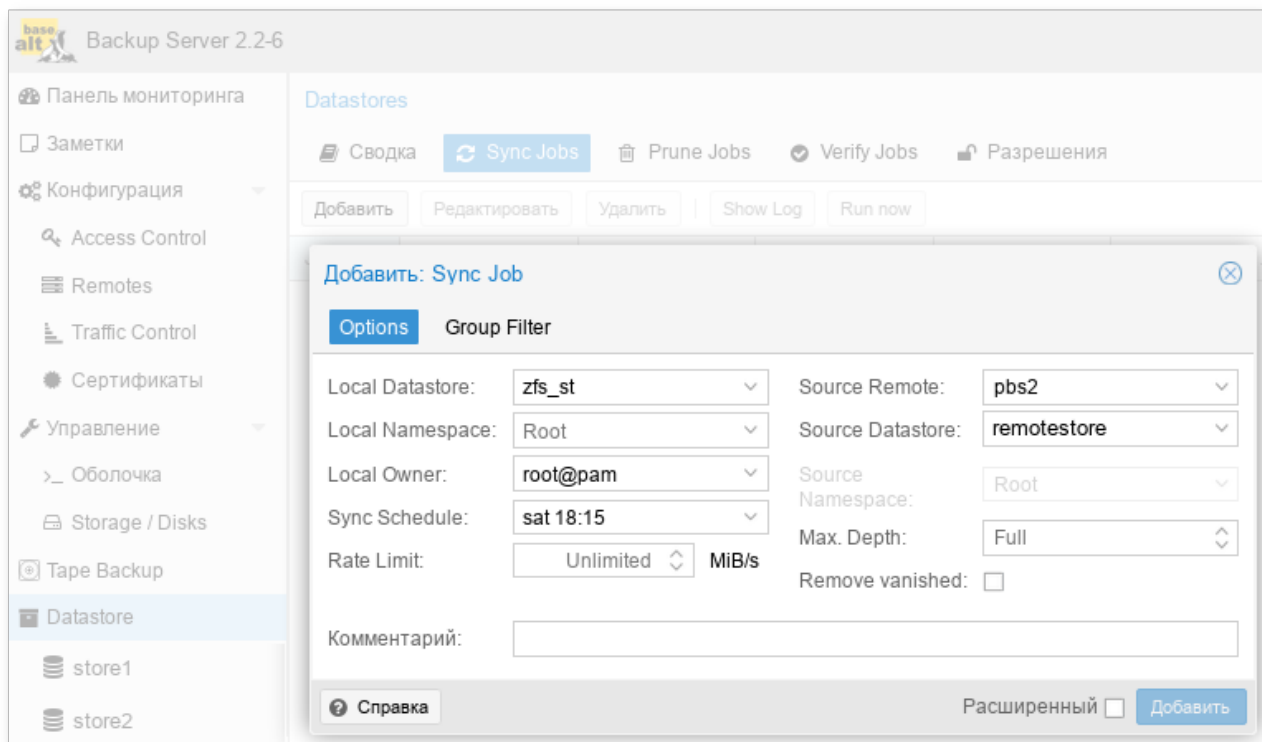 base
alt
Backup Server 2.2-6
Панель мониторинга
Заметки
Конфигурация
Access Control
Remotes
Traffic Control
Сертификаты
Управление
>_ Оболочка
Storage / Disks
Tape Backup
Datastore
store1
store2
Datastores
Сводка Sync Jobs Prune Jobs Verify Jobs Разрешения
Добавить Редактировать Удалить Show Log Run now
Добавить: Sync Job
Options Group Filter
Local Datastore: zfs_st
Local Namespace: Root
Local Owner: root@pam
Sync Schedule: sat 18:15
Rate Limit: Unlimited MiB/s
Source Remote: pbs2
Source Datastore: remotestore
Source Namespace: Root
Max. Depth: Full
Remove vanished:
Комментарий:
Справка Расширенный Добавить